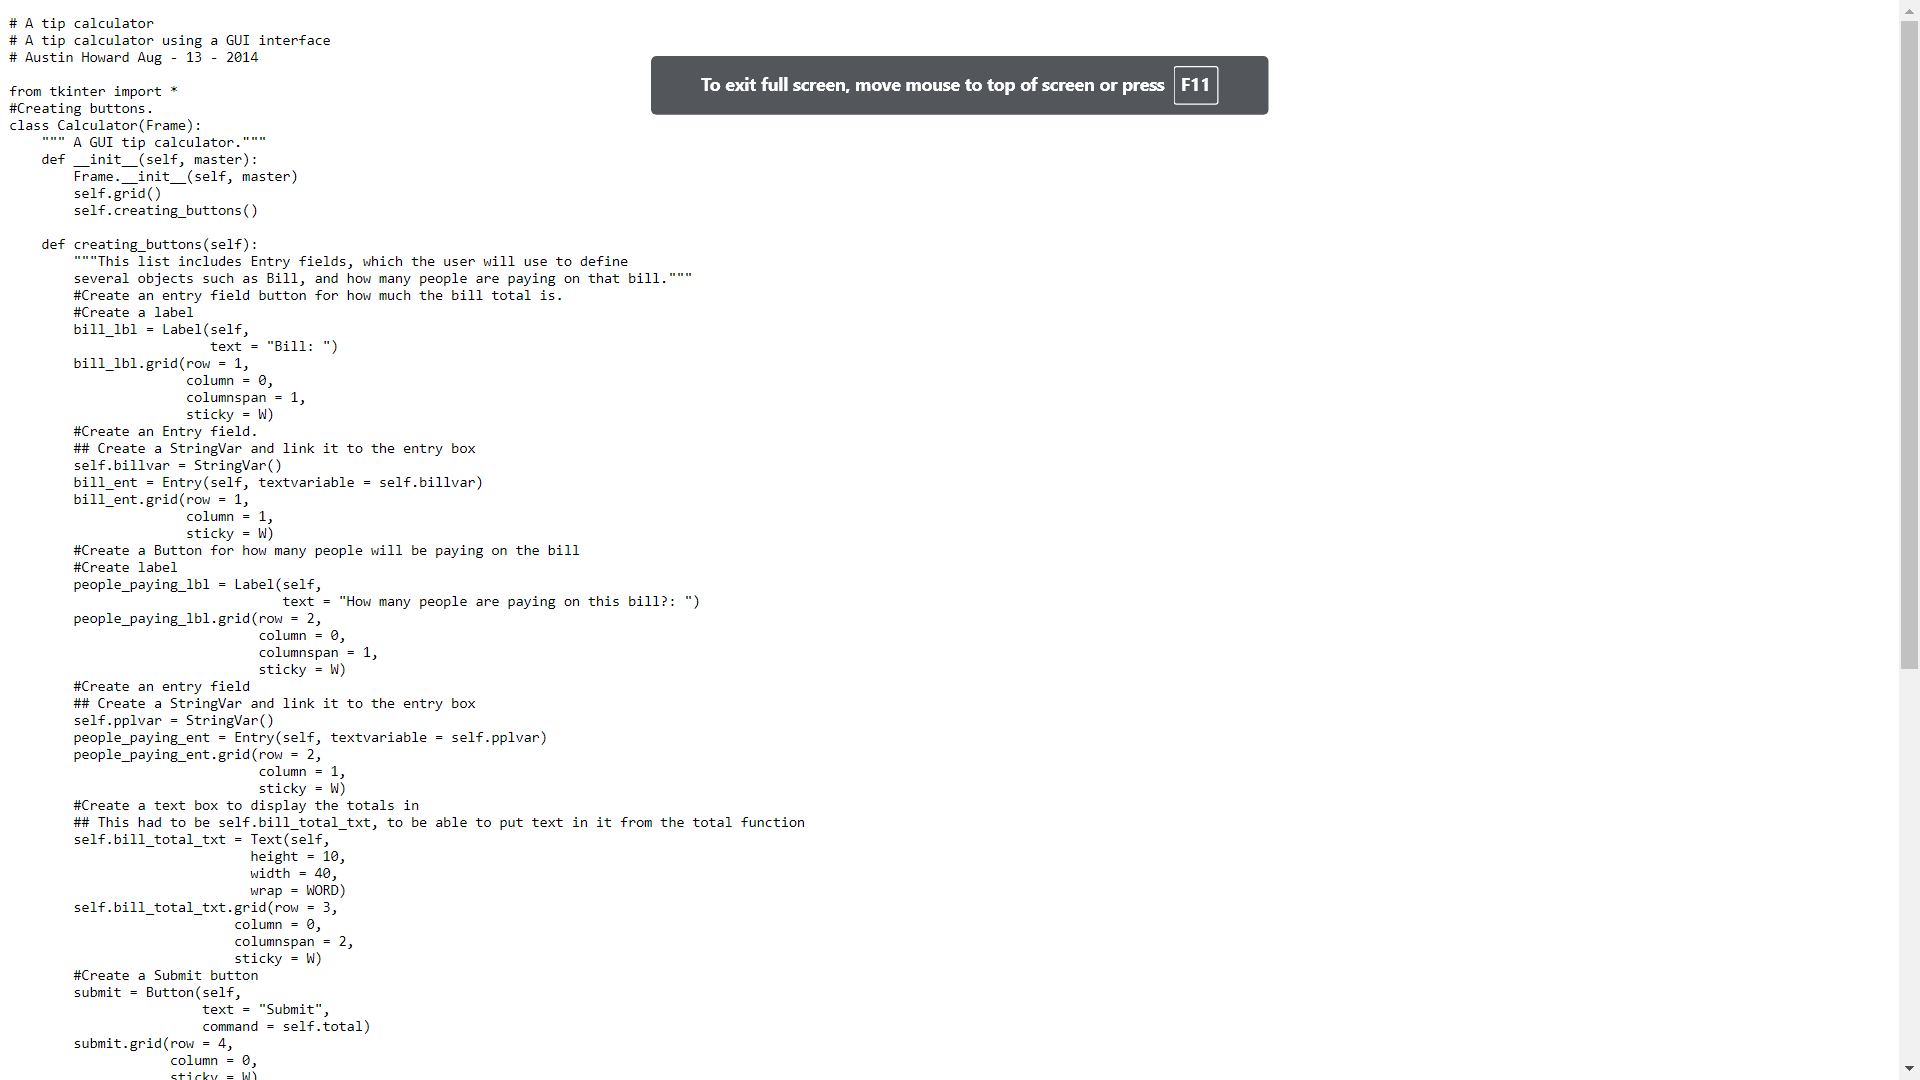 # A tip calculator
# A tip calculator using a GUI interface
# Austin Howard Aug - 13 - 2014
To exit full screen, move mouse to top of screen or press F11
from tkinter import *
#Creating buttons.
class Calculator(Frame):
    """ A GUI tip calculator."""
    def __init__(self, master):
        Frame.__init__(self, master)
        self.grid()
        self.creating_buttons()

    def creating_buttons(self):
        """This list includes Entry fields, which the user will use to define
        several objects such as Bill, and how many people are paying on that bill."""
        #Create an entry field button for how much the bill total is.
        #Create a label
        bill_lbl = Label(self,
                         text = "Bill: ")
        bill_lbl.grid(row = 1,
                      column = 0,
                      columnspan = 1,
                      sticky = W)
        #Create an Entry field.
        ## Create a StringVar and link it to the entry box
        self.billvar = StringVar()
        bill_ent = Entry(self, textvariable = self.billvar)
        bill_ent.grid(row = 1,
                      column = 1,
                      sticky = W)
        #Create a Button for how many people will be paying on the bill
        #Create label
        people_paying_lbl = Label(self,
                                  text = "How many people are paying on this bill?: ")
        people_paying_lbl.grid(row = 2,
                               column = 0,
                               columnspan = 1,
                               sticky = W)
        #Create an entry field
        ## Create a StringVar and link it to the entry box
        self.pplvar = StringVar()
        people_paying_ent = Entry(self, textvariable = self.pplvar)
        people_paying_ent.grid(row = 2,
                               column = 1,
                               sticky = W)
        #Create a text box to display the totals in
        ## This had to be self.bill_total_txt, to be able to put text in it from the total function
        self.bill_total_txt = Text(self,
                              height = 10,
                              width = 40,
                              wrap = WORD)
        self.bill_total_txt.grid(row = 3,
                            column = 0,
                            columnspan = 2,
                            sticky = W)
        #Create a Submit button
        submit = Button(self,
                        text = "Submit",
                        command = self.total)
        submit.grid(row = 4,
                    column = 0,
                    sticky = W)